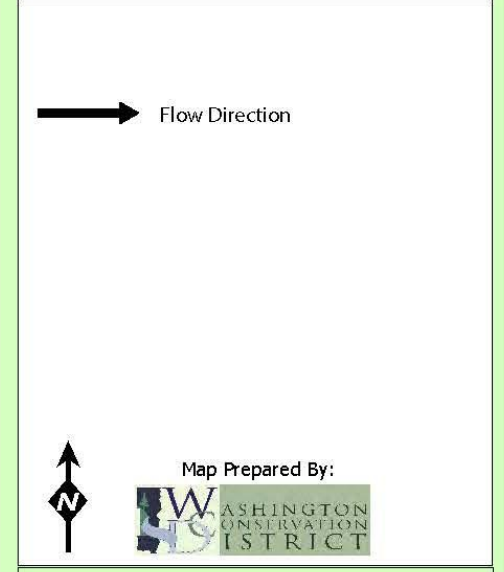 Flow Direction
N
Map Prepared By:
WASHINGTON
CONSERVATION
DISTRICT